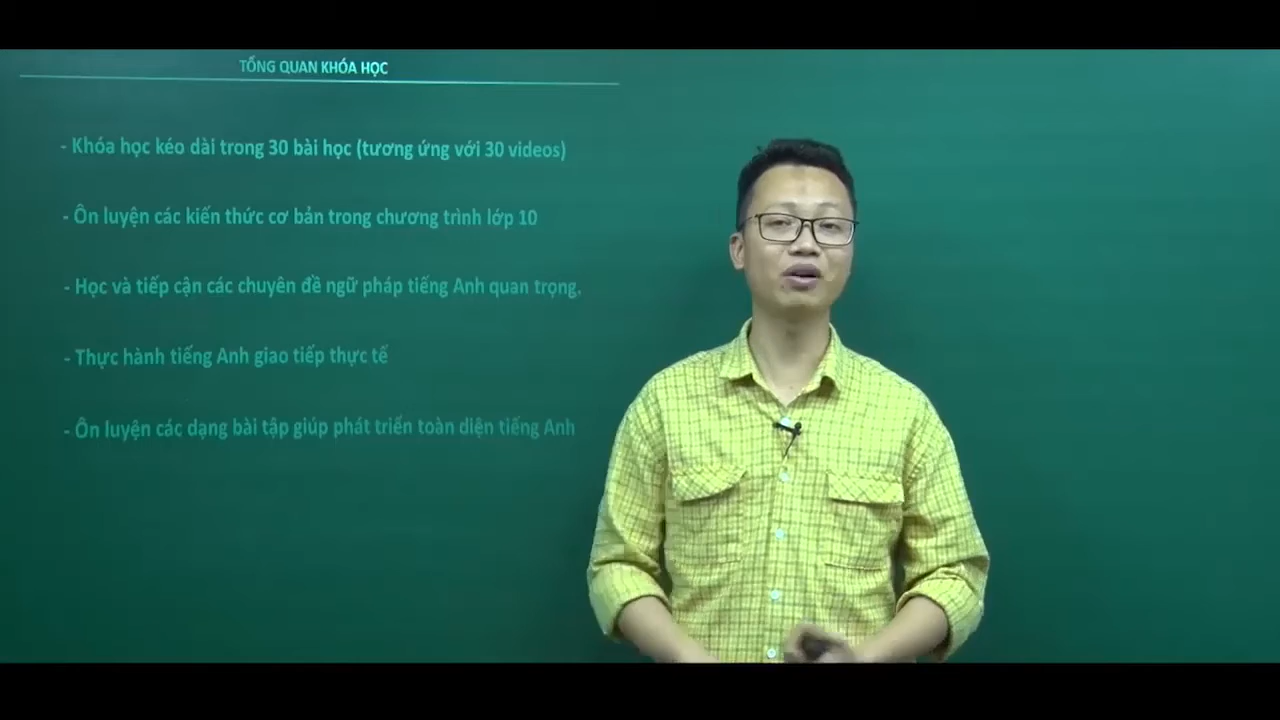 TỔNG QUAN KHÓA HỌC
- Khóa học kéo dài trong 30 bài học (tương ứng với 30 videos)
- Ôn luyện các kiến thức cơ bản trong chương trình lớp 10
- Học và tiếp cận các chuyên đề ngữ pháp tiếng Anh quan trọng.
- Thực hành tiếng Anh giao tiếp thực tế
- Ôn luyện các dạng bài tập giúp phát triển toàn diện tiếng Anh